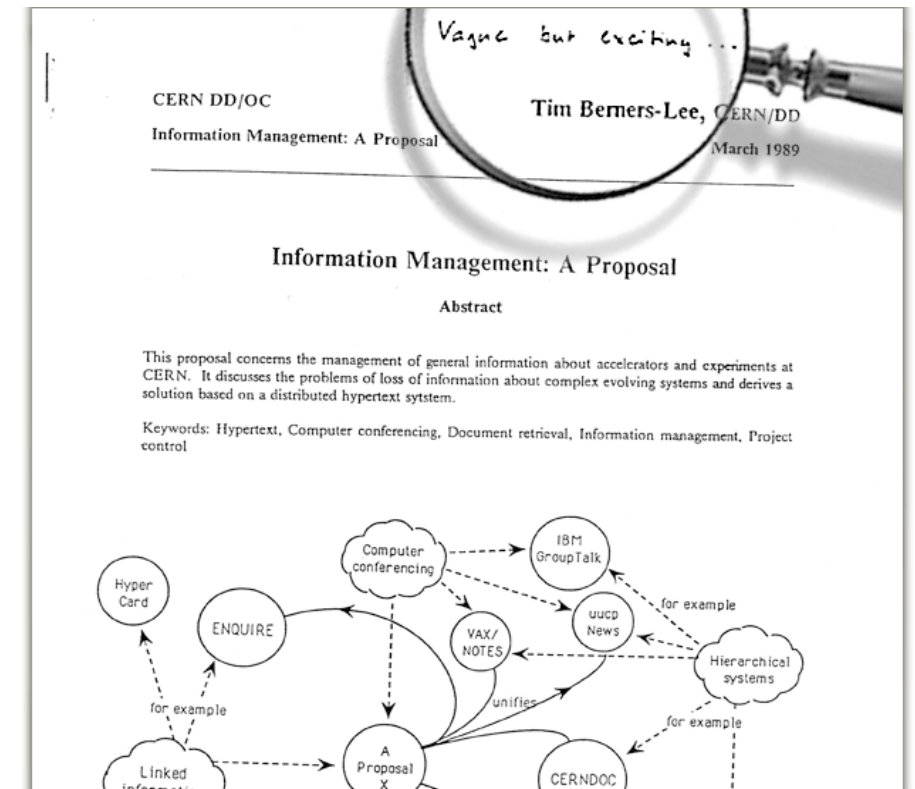 Vague but exciting ...
CERN DD/OC
Tim Berners-Lee, CERN/DD
Information Management: A Proposal
March 1989
Information Management: A Proposal
Abstract
This proposal concerns the management of general information about accelerators and experiments at
CERN. It discusses the problems of loss of information about complex evolving systems and derives a
solution based on a distributed hypertext sytstem.
Keywords: Hypertext, Computer conferencing, Document retrieval, Information management, Project
control
IBM
GroupTalk
Computer
conferencing
Hyper
Card
for example
uucp
News
ENQUIRE
VAX/
NOTES
Hierarchical
systems
unifies
for example
for example
A
Proposal
X
Linked
CERNDOC